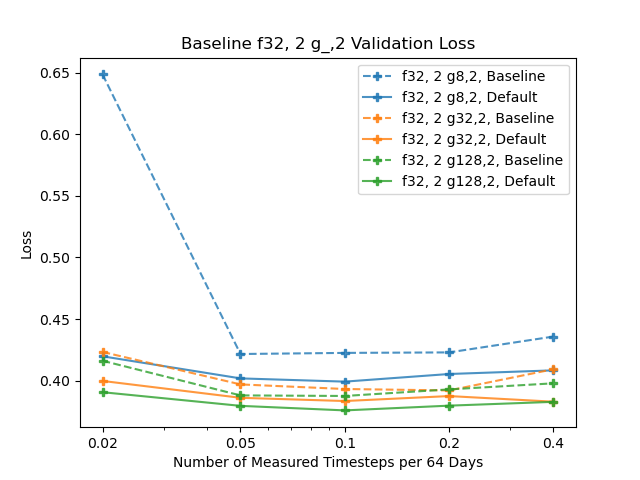 Baseline f32, 2 g_,2 Validation Loss
0.65
0.60
0.55
0.50
0.45
0.40
Loss
f32, 2 g8,2, Baseline
f32, 2 g8,2, Default
f32, 2 g32,2, Baseline
f32, 2 g32,2, Default
f32, 2 g128,2, Baseline
f32, 2 g128,2, Default
0.02 0.05 0.1 0.2 0.4
Number of Measured Timesteps per 64 Days